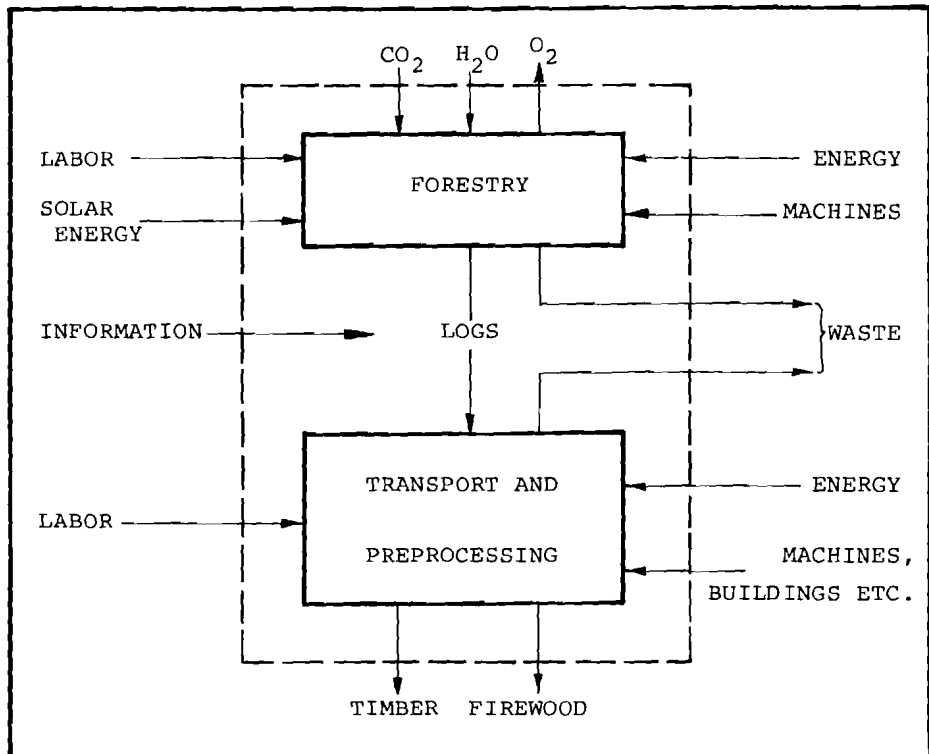 CO2 H2O O2
LABOR
ENERGY
FORESTRY
SOLAR
ENERGY
MACHINES
INFORMATION
LOGS
WASTE
TRANSPORT AND
PREPROCESSING
ENERGY
LABOR
MACHINES,
BUILDINGS ETC.
TIMBER FIREWOOD